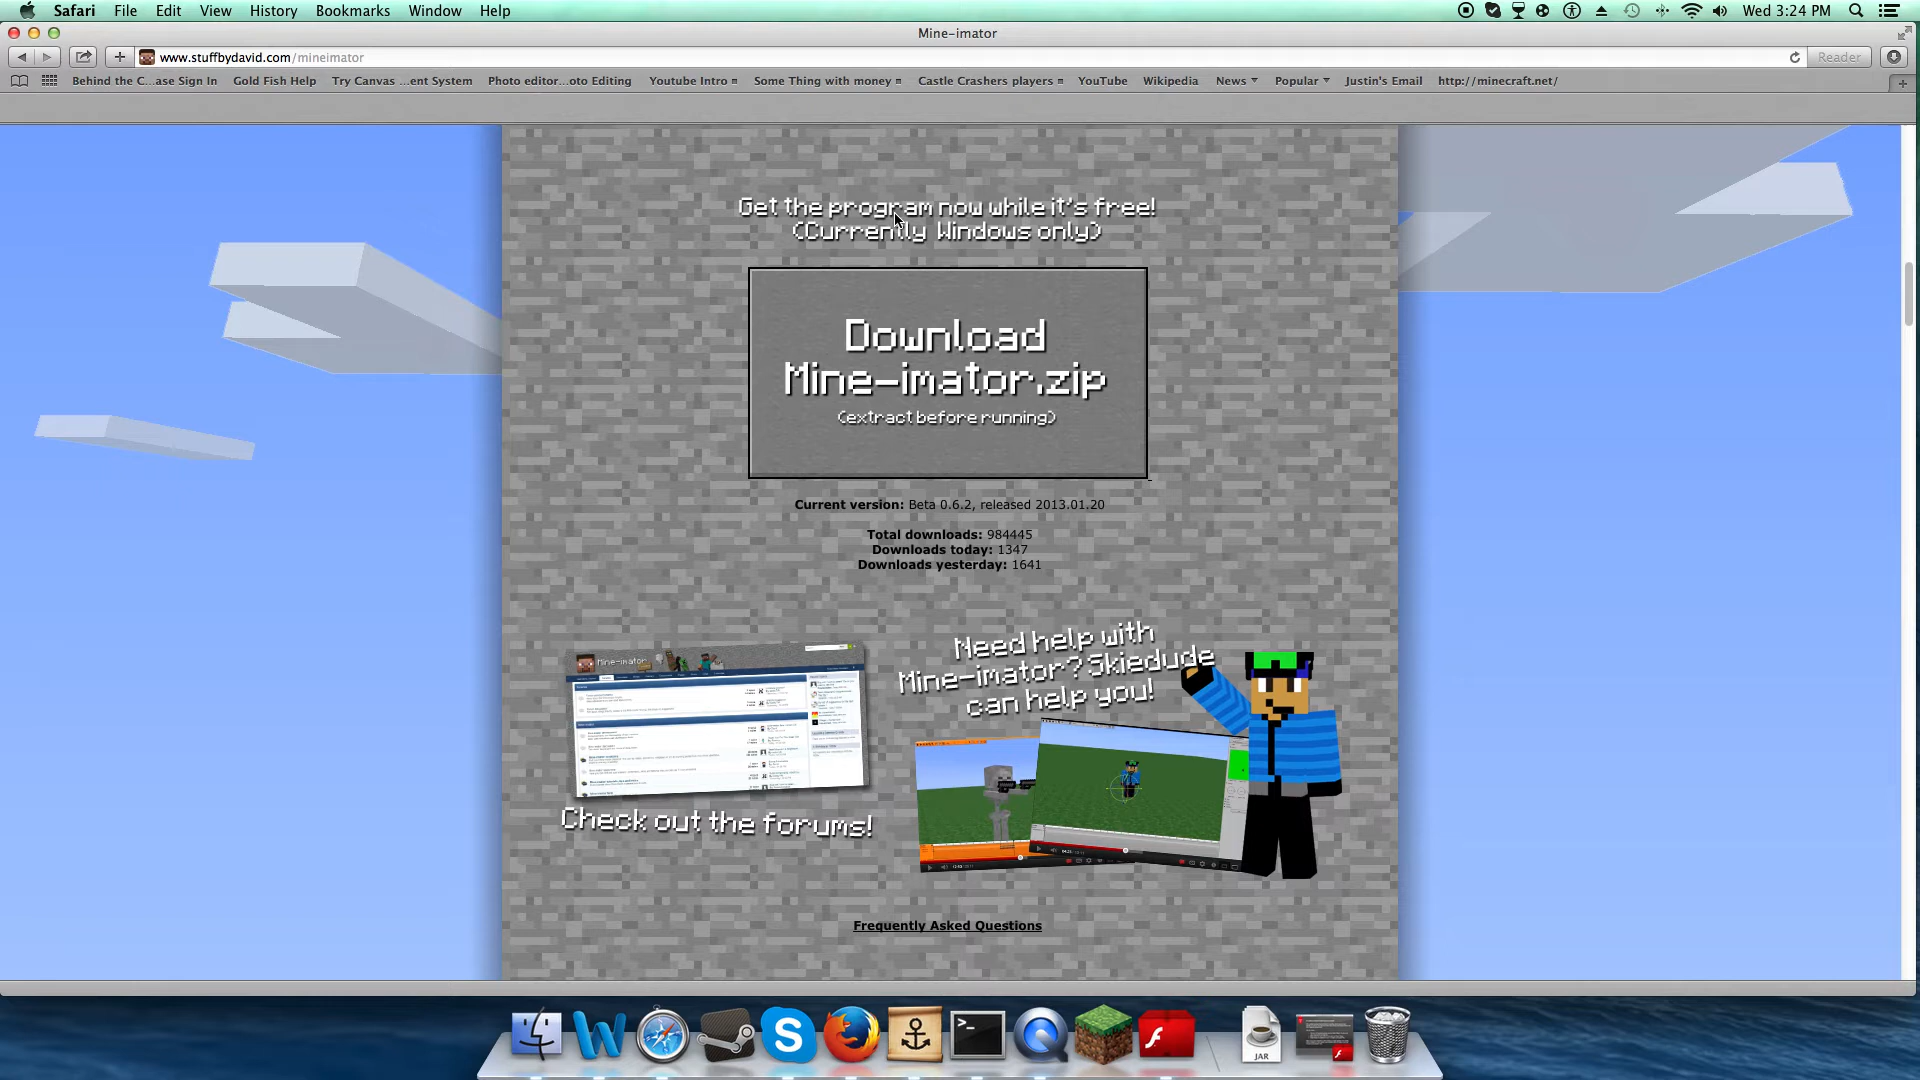 Safari File Edit View History Bookmarks Window Help Wed 3:24 PM
Mine-imator
www.stuffbydavid.com/mineimator Reader
Behind the C...ase Sign In Gold Fish Help Try Canvas ...ent System Photo editor...oto Editing Youtube Intro Some Thing with money Castle Crashers players YouTube Wikipedia News Popular Justin's Email http://minecraft.net/
Get the program now while it's free!
(Currently Windows only)
Download
Mine-imator.zip
(extract before running)
Current version: Beta 0.6.2, released 2013.01.20
Total downloads: 984445
Downloads today: 1347
Downloads yesterday: 1641
Need help with
Mine-imator? Skiedude
can help you!
Mine-imator
Check out the forums!
Frequently Asked Questions
JAR